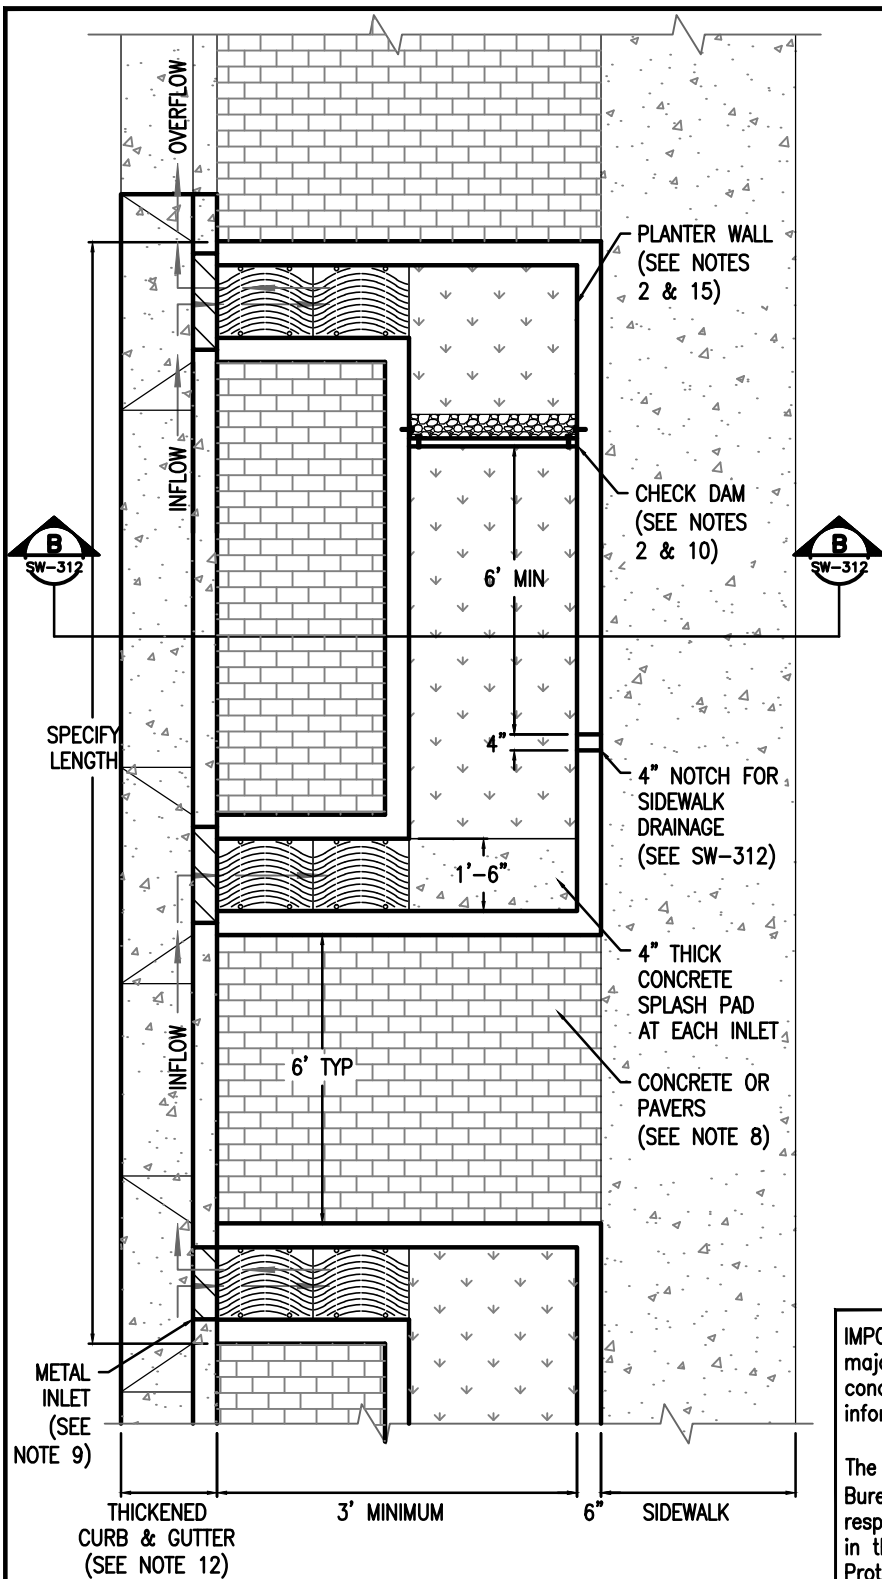 OVERFLOW
PLANTER WALL
(SEE NOTES
2 & 15)
INFLOW
CHECK DAM
(SEE NOTES
2 & 10)
B
SW-312
B
SW-312
6' MIN
SPECIFY
LENGTH
4"
4" NOTCH FOR
SIDEWALK
DRAINAGE
(SEE SW-312)
1'-6"
4" THICK
CONCRETE
SPLASH PAD
AT EACH INLET
INFLOW
6' TYP
CONCRETE OR
PAVERS
(SEE NOTE 8)
METAL
INLET
(SEE
NOTE 9)
THICKENED
CURB & GUTTER
(SEE NOTE 12)
3' MINIMUM
6"
SIDEWALK
The
in